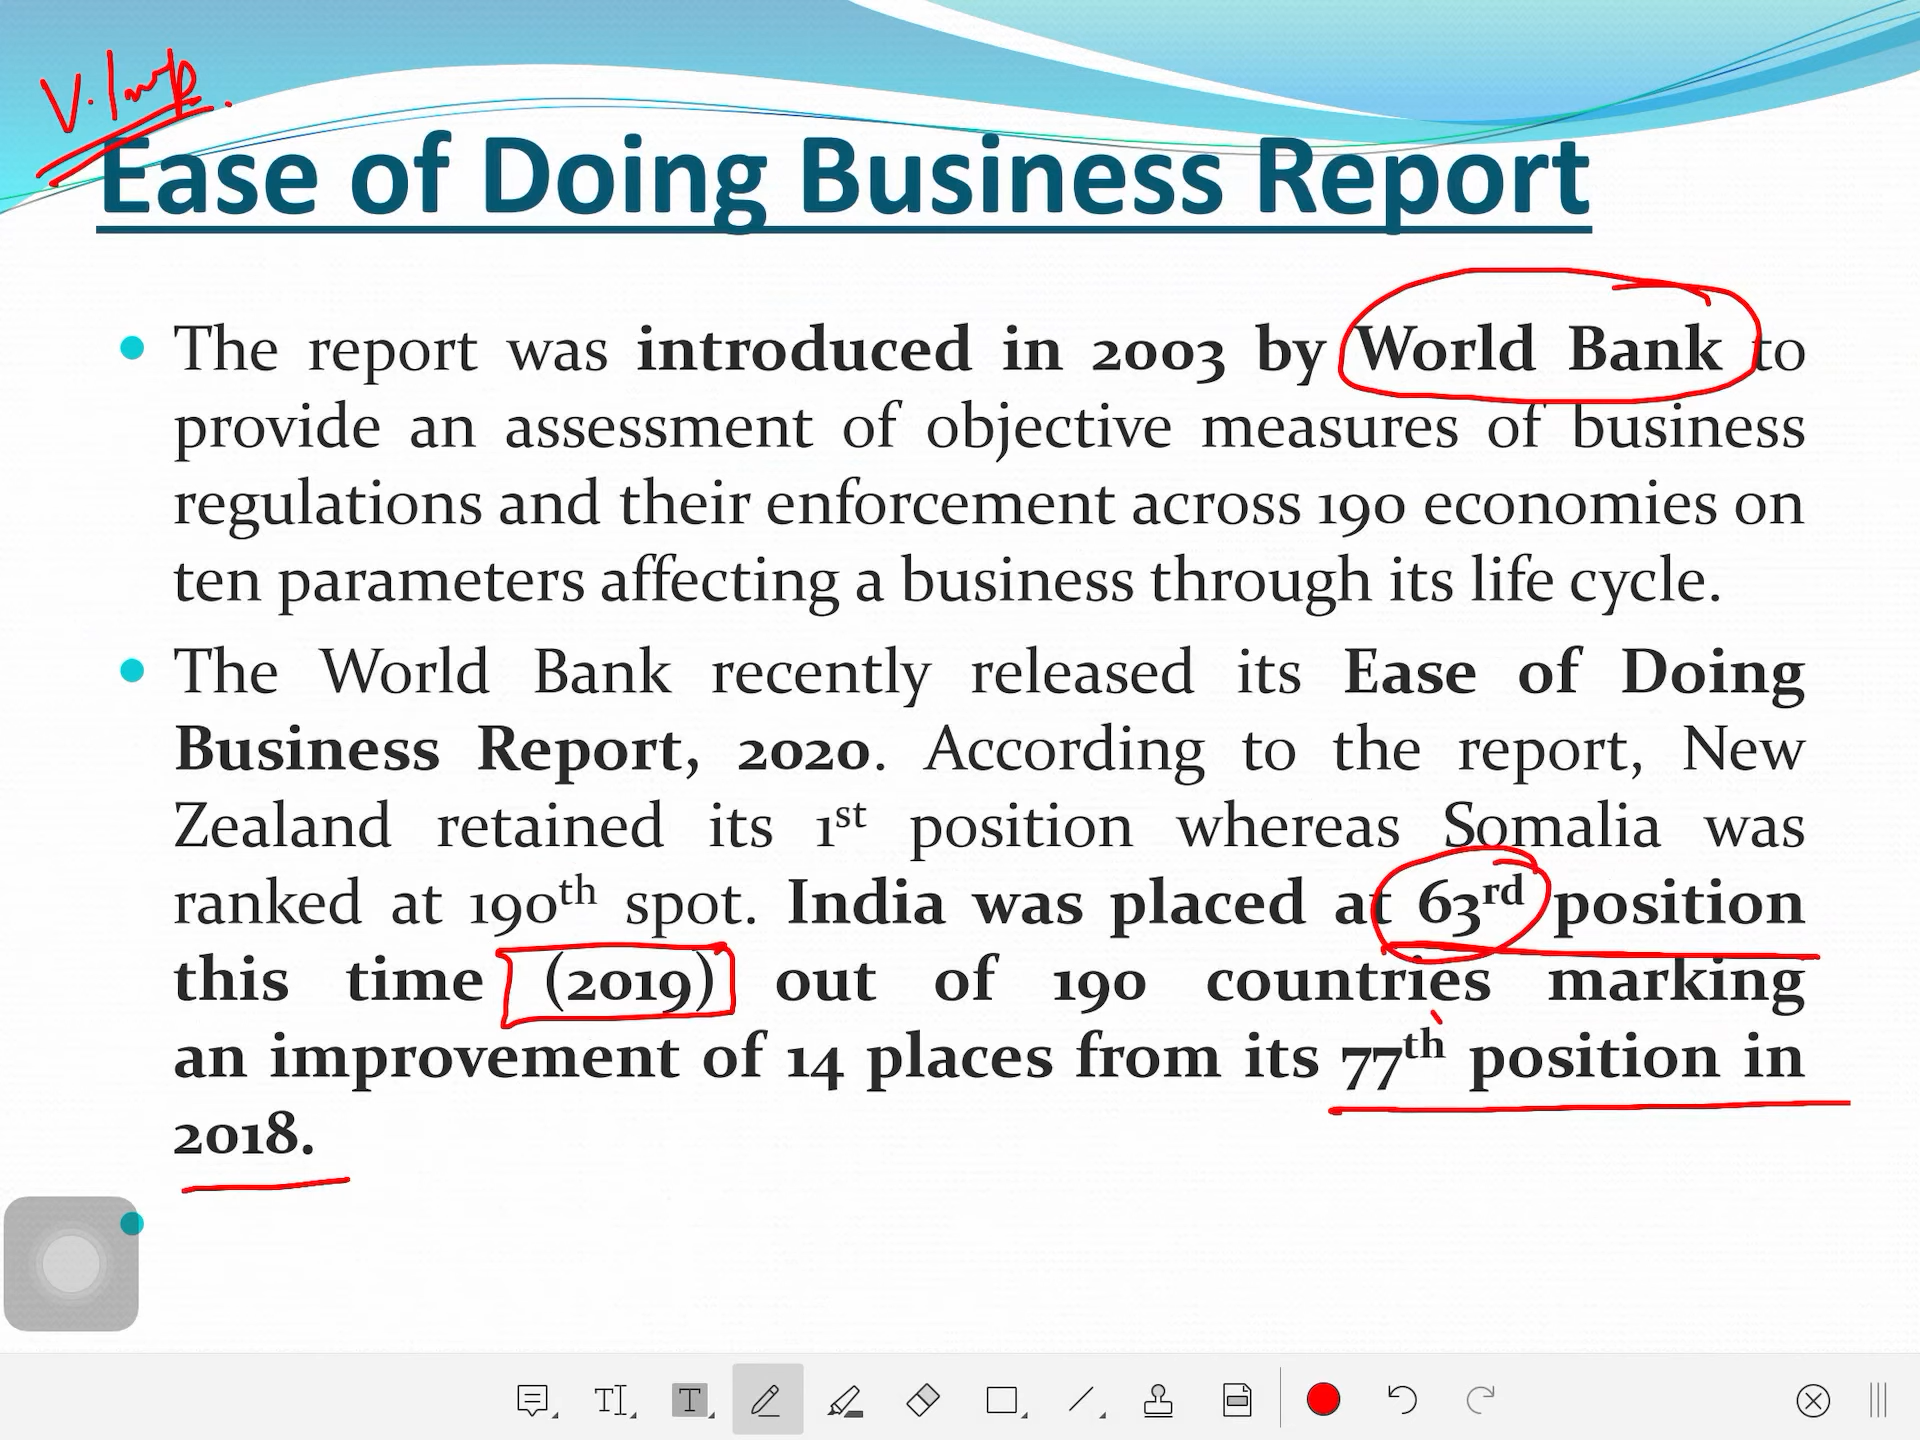 V. Imp.
Ease of Doing Business Report
The report was introduced in 2003 by World Bank to
provide an assessment of objective measures of business
regulations and their enforcement across 190 economies on
ten parameters affecting a business through its life cycle.
The World Bank recently released its Ease of Doing
Business Report, 2020. According to the report, New
Zealand retained its 1st position whereas Somalia was
ranked at 190th spot. India was placed at 63rd position
this time (2019) out of 190 countries marking
an improvement of 14 places from its 77th position in
2018.